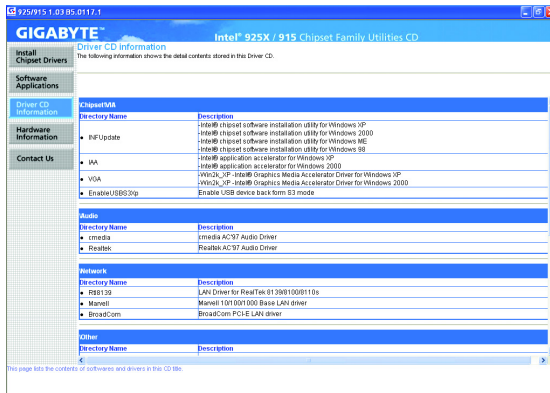 925/915 1.03 B5.0117.1
GIGABYTE™
Intel® 925X / 915 Chipset Family Utilities CD
Install
Chipset Drivers
Software
Applications
Driver CD
Information
Hardware
Information
Contact Us
Driver CD information
The following information shows the detail contents stored in this Driver CD.
\Chipset\VIA
Directory Name Description
• INFUpdate
-Intel® chipset software installation utility for Windows XP
-Intel® chipset software installation utility for Windows 2000
-Intel® chipset software installation utility for Windows ME
-Intel® chipset software installation utility for Windows 98
• IAA
-Intel® application accelerator for Windows XP
-Intel® application accelerator for Windows 2000
• VGA
-Win2k_XP -Intel® Graphics Media Accelerator Driver for Windows XP
-Win2k_XP -Intel® Graphics Media Accelerator Driver for Windows 2000
• EnableUSBS3Xp Enable USB device back form S3 mode
\Audio
Directory Name Description
• cmedia cmedia AC'97 Audio Driver
• Realtek Realtek AC'97 Audio Driver
\Network
Directory Name Description
• Rtl8139 LAN Driver for RealTek 8139/8100/8110s
• Marvell Marvell 10/100/1000 Base LAN driver
• BroadCom BroadCom PCI-E LAN driver
\Other
Directory Name Description
This page lists the contents of softwares and drivers in this CD title.